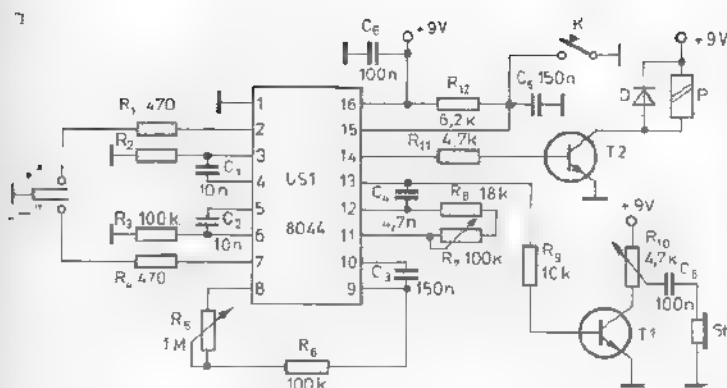 C6
100n
+9V
K
+9V
1
2
3
4
5
6
7
8
US1
8044
16
15
14
13
12
11
10
9
R1 470
R2
C1
10n
C2
10n
R3 100k
R4 470
R5
1M
R6
100k
C3
150n
R12
6,2k
C5 150n
R11
4,7k
T2
D
P
C4
4,7n
R8 18k
R7 100k
R9
10k
+9V
R10
4,7k
C6
100n
T1
"1"